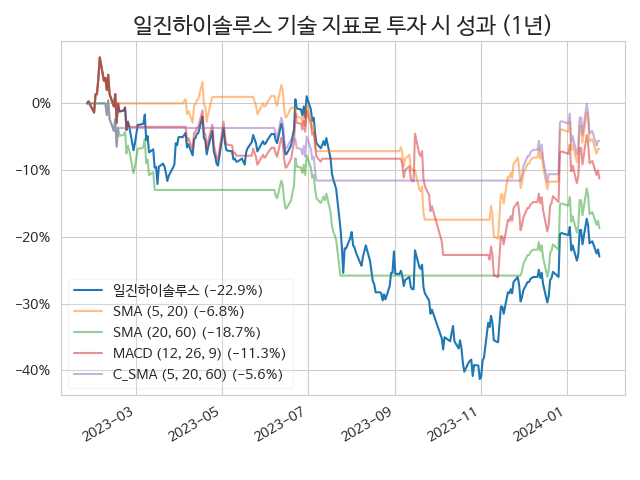 일진하이솔루스 기술 지표로 투자 시 성과 (1년)
0%
−10%
−20%
−30%
−40%
일진하이솔루스 (−22.9%)
SMA (5, 20) (−6.8%)
SMA (20, 60) (−18.7%)
MACD (12, 26, 9) (−11.3%)
C_SMA (5, 20, 60) (−5.6%)
2023−03
2023−05
2023−07
2023−09
2023−11
2024−01